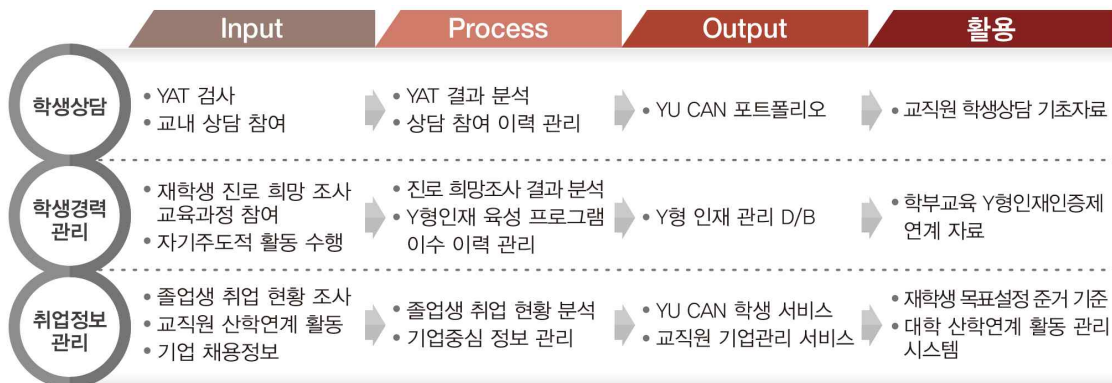 Input
Process
Output
활용
학생상담
• YAT 검사
• 교내 상담 참여
• YAT 결과 분석
• 상담 참여 이력 관리
• YU CAN 포트폴리오
• 교직원 학생상담 기초자료
학생경력
관리
• 재학생 진로 희망 조사
교육과정 참여
• 자기주도적 활동 수행
• 진로 희망조사 결과 분석
• Y형인재 육성 프로그램
이수 이력 관리
• Y형 인재 관리 D/B
• 학부교육 Y형인재인증제
연계 자료
취업정보
관리
• 졸업생 취업 현황 조사
• 교직원 산학연계 활동
• 기업 채용정보
• 졸업생 취업 현황 분석
• 기업중심 정보 관리
• YU CAN 학생 서비스
• 교직원 기업관리 서비스
• 재학생 목표설정 준거 기준
• 대학 산학연계 활동 관리
시스템